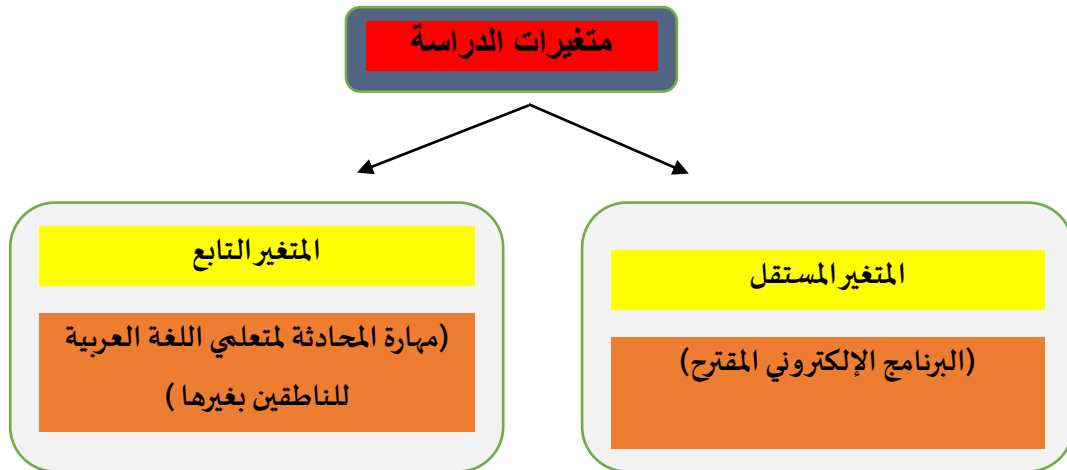 متغيرات الدراسة
المتغير المستقل
(البرنامج الإلكتروني المقترح)
المتغير التابع
(مهارة المحادثة لمتعلمي اللغة العربية
للناطقين بغيرها )